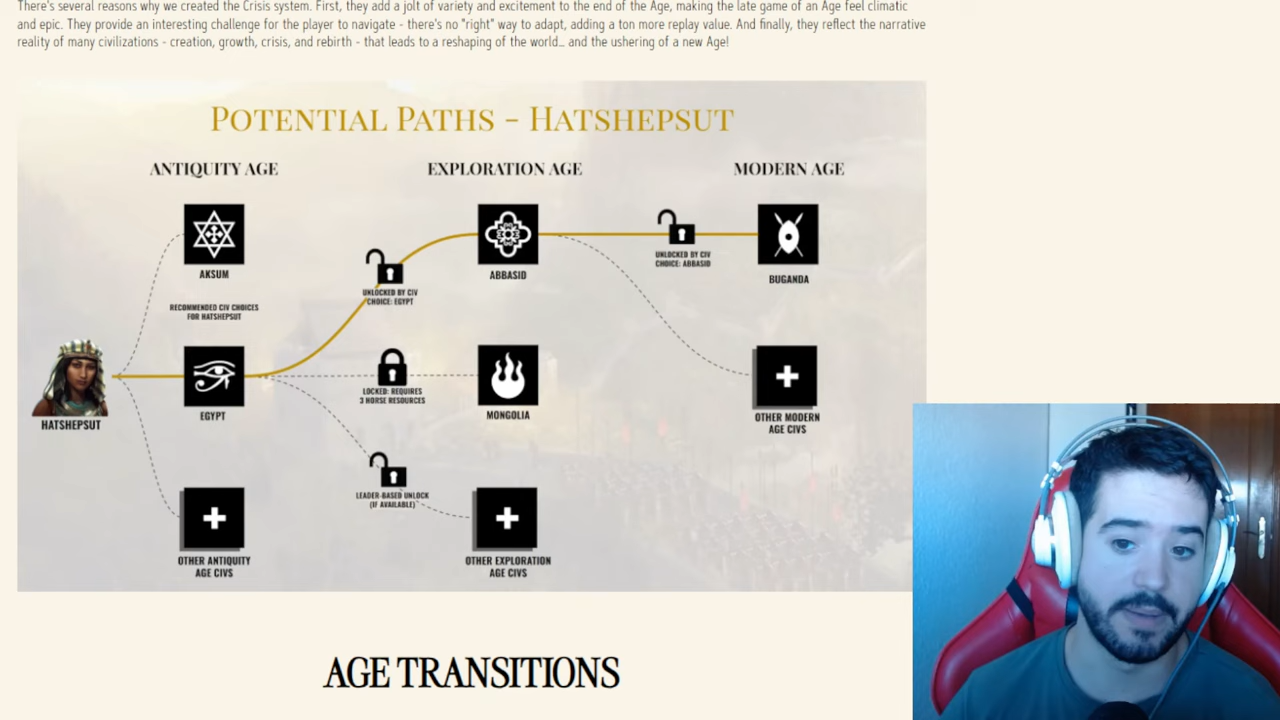 There's several reasons why we created the Crisis system. First, they add a jolt of variety and excitement to the end of the Age, making the late game of an Age feel climatic
and epic. They provide an interesting challenge for the player to navigate - there's no "right" way to adapt, adding a ton more replay value. And finally, they reflect the narrative
reality of many civilizations - creation, growth, crisis, and rebirth - that leads to a reshaping of the world... and the ushering of a new Age!
POTENTIAL PATHS - HATSHEPSUT
ANTIQUITY AGE
EXPLORATION AGE
MODERN AGE
AKSUM
RECOMMENDED CIV CHOICES
FOR HATSHEPSUT
HATSHEPSUT
EGYPT
OTHER ANTIQUITY
AGE CIVS
UNLOCKED BY CIV
CHOICE: EGYPT
LOCKED: REQUIRES
3 HORSE RESOURCES
LEADER-BASED UNLOCK
(IF AVAILABLE)
ABBASID
MONGOLIA
OTHER EXPLORATION
AGE CIVS
UNLOCKED BY CIV
CHOICE: ABBASID
BUGANDA
OTHER MODERN
AGE CIVS
AGE TRANSITIONS